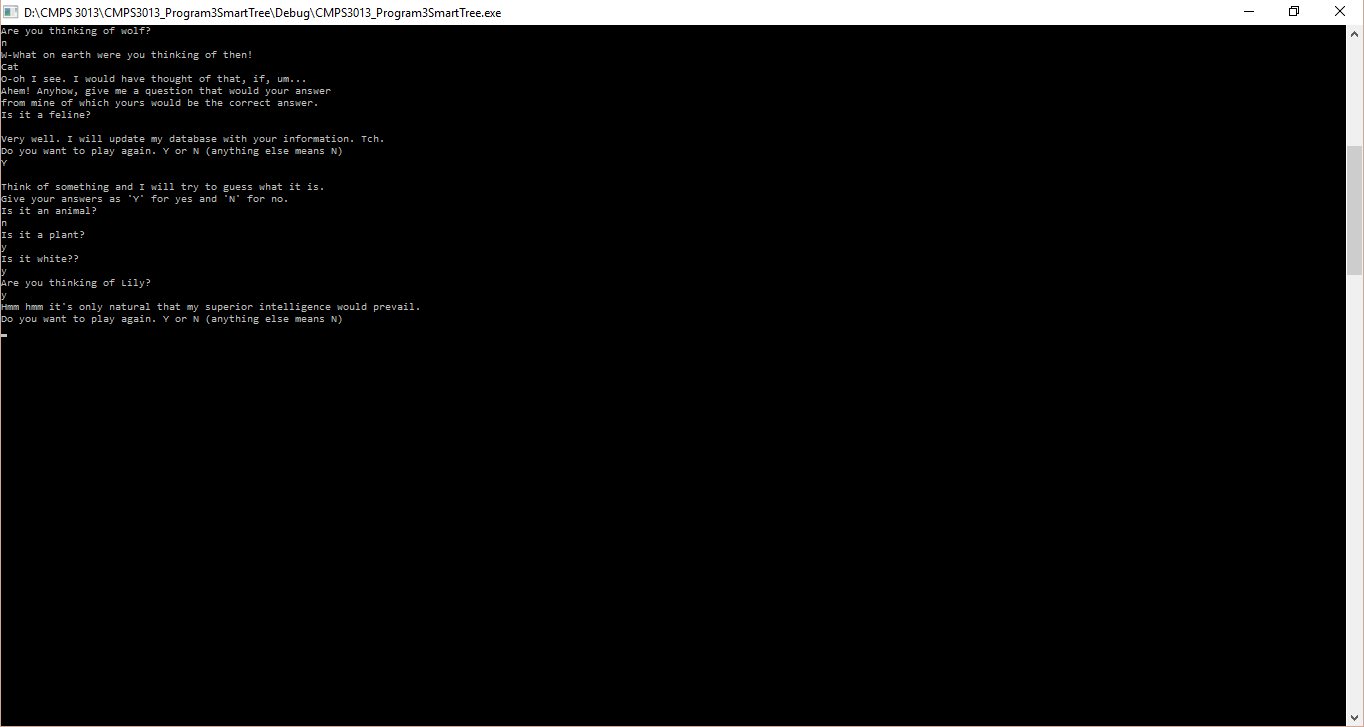 D:\CMPS 3013\CMPS3013_Program3SmartTree\Debug\CMPS3013_Program3SmartTree.exe
Are you thinking of wolf?
n
W-What on earth were you thinking of then!
Cat
O-oh I see. I would have thought of that, if, um...
Ahem! Anyhow, give me a question that would your answer
from mine of which yours would be the correct answer.
Is it a feline?
Very well. I will update my database with your information. Tch.
Do you want to play again. Y or N (anything else means N)
Y
Think of something and I will try to guess what it is.
Give your answers as 'Y' for yes and 'N' for no.
Is it an animal?
n
Is it a plant?
y
Is it white??
y
Are you thinking of Lily?
y
Hmm hmm it's only natural that my superior intelligence would prevail.
Do you want to play again. Y or N (anything else means N)